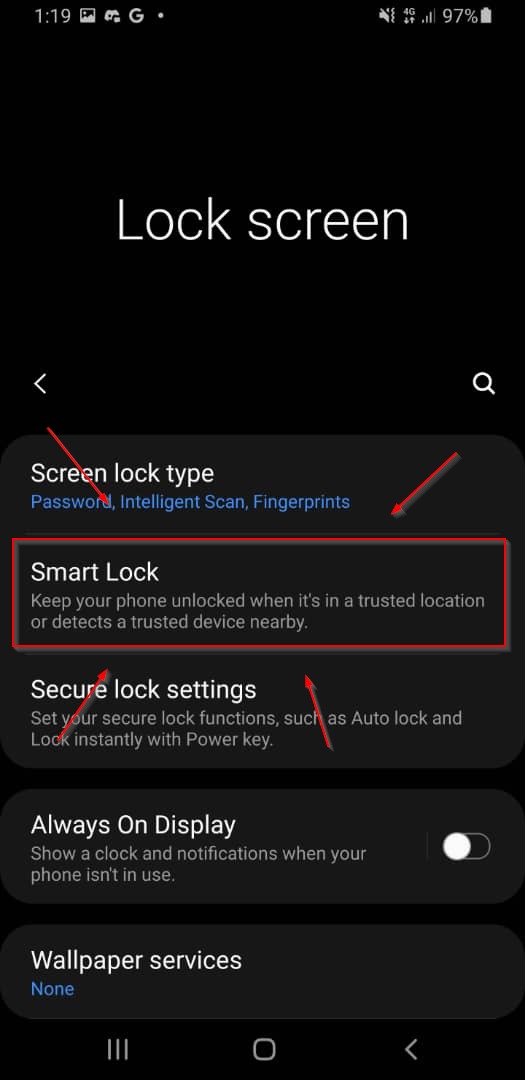 1:19 G • 4G 97%
Lock screen
Screen lock type
Password, Intelligent Scan, Fingerprints
Smart Lock
Keep your phone unlocked when it's in a trusted location
or detects a trusted device nearby.
Secure lock settings
Set your secure lock functions, such as Auto lock and
Lock instantly with Power key.
Always On Display
Show a clock and notifications when your
phone isn't in use.
Wallpaper services
None